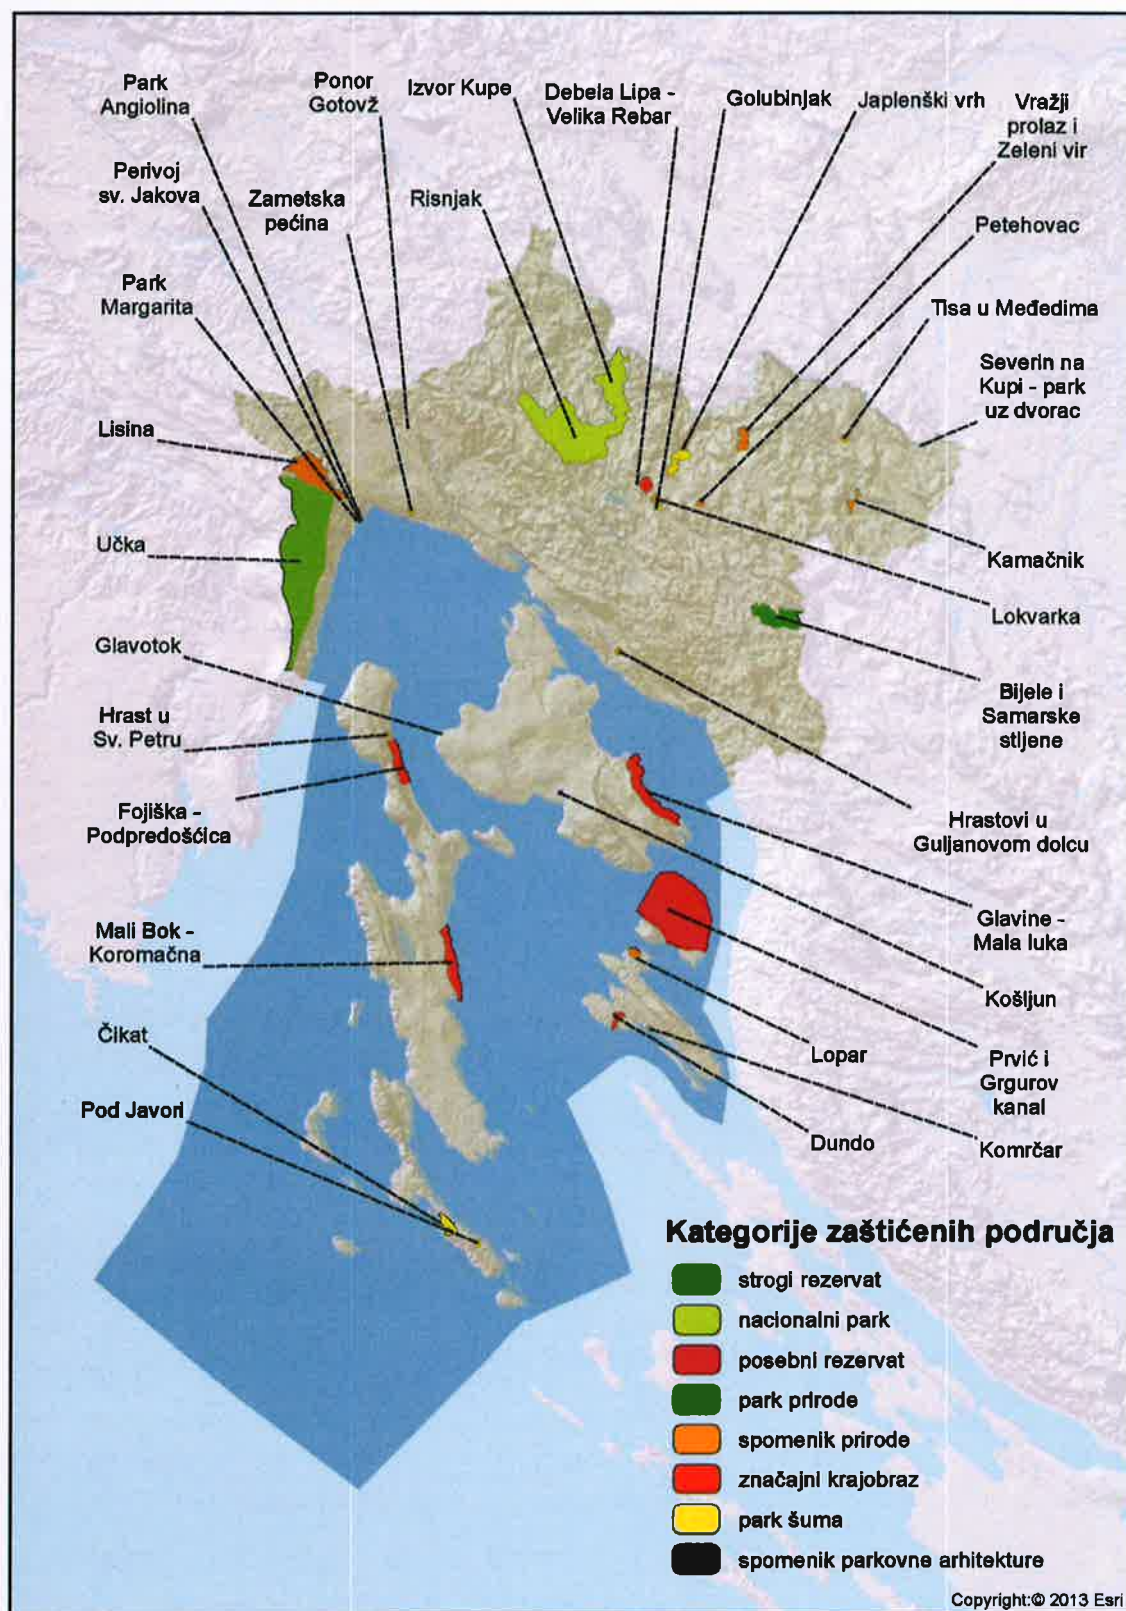 Park
Angiolina
Ponor
Gotovž
Izvor Kupe
Debela Lipa -
Velika Rebar
Golubinjak
Japlenški vrh
Vražji
prolaz i
Zeleni vir
Perivoj
sv. Jakova
Zametska
pećina
Risnjak
Petehovac
Park
Margarita
Tisa u Međedima
Severin na
Kupi - park
uz dvorac
Lisina
Učka
Kamačnik
Lokvarka
Glavotok
Bijele i
Samarske
stijene
Hrast u
Sv. Petru
Fojiška -
Podpredošćica
Hrastovi u
Guljanovom dolcu
Mali Bok -
Koromačna
Glavine -
Mala luka
Košljun
Čikat
Lopar
Prvić i
Grgurov
kanal
Pod Javori
Dundo
Komrčar
Kategorije zaštićenih područja
strogi rezervat
nacionalni park
posebni rezervat
park prirode
spomenik prirode
značajni krajobraz
park šuma
spomenik parkovne arhitekture
Copyright:© 2013 Esri